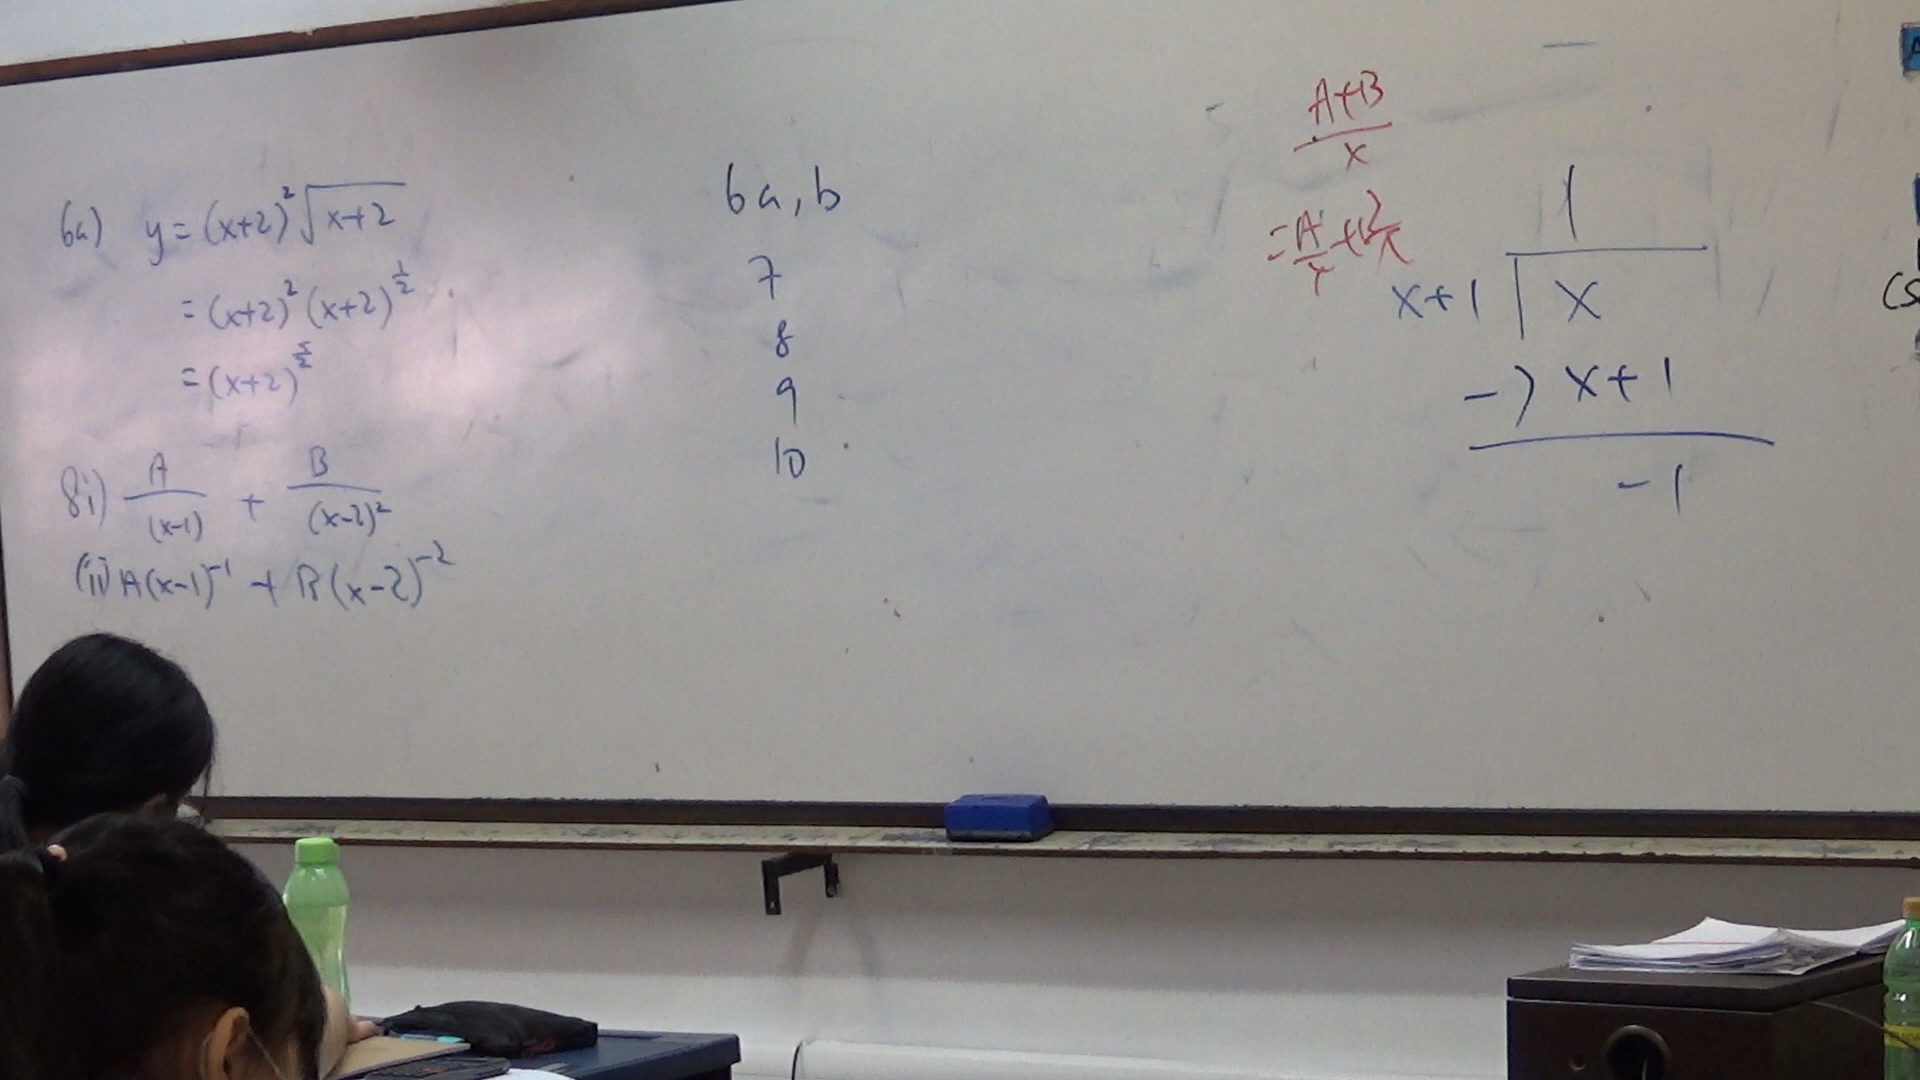 6a) y = (x+2)²√(x+2)
= (x+2)² (x+2)^½
= (x+2)^(5/2)
8i) A/(x-1) + B/(x-2)²
(ii) A(x-1)⁻¹ + B(x-2)⁻²
6a, b
7
8
9
10
(A+B)/x
= A/x + B/x
1
x+1 √ x
-) x+1
-1